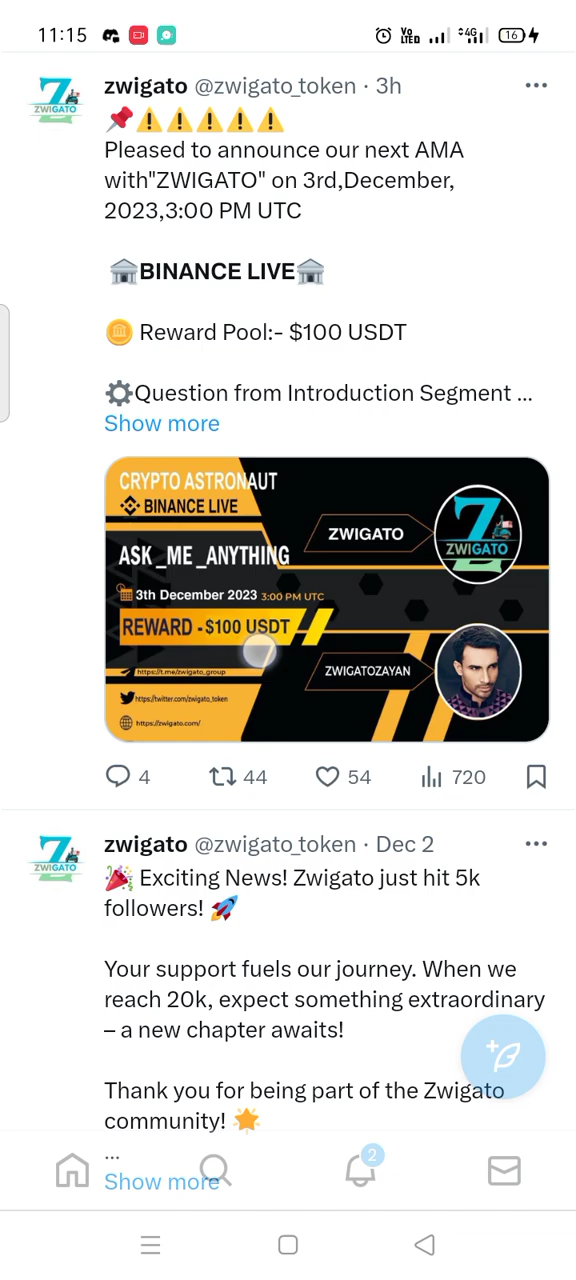 11:15
Vo LTED
4G
16
zwigato @zwigato_token · 3h
📌⚠️⚠️⚠️⚠️⚠️
Pleased to announce our next AMA
with"ZWIGATO" on 3rd,December,
2023,3:00 PM UTC
🏛BINANCE LIVE🏛
Reward Pool:- $100 USDT
⚙️Question from Introduction Segment ...
Show more
CRYPTO ASTRONAUT
BINANCE LIVE
ZWIGATO
ZWIGATO
ASK_ME_ANYTHING
3th December 2023 3:00 PM UTC
REWARD -$100 USDT
https://t.me/zwigato_group
ZWIGATOZAYAN
https://twitter.com/zwigato_token
https://zwigato.com/
4 44 54 720
zwigato @zwigato_token · Dec 2
🎉 Exciting News! Zwigato just hit 5k
followers! 🚀
Your support fuels our journey. When we
reach 20k, expect something extraordinary
– a new chapter awaits!
Thank you for being part of the Zwigato
community! 🌟
...
Show more
2